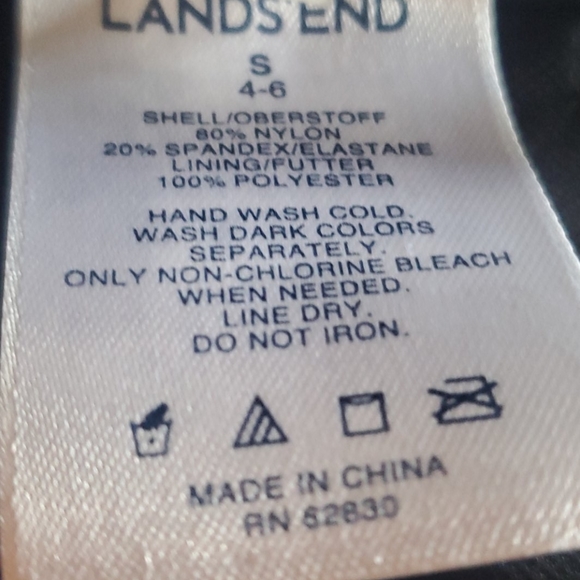 LANDS' END
S
4-6
SHELL/OBERSTOFF
80% NYLON
20% SPANDEX/ELASTANE
LINING/FUTTER
100% POLYESTER
HAND WASH COLD.
WASH DARK COLORS
SEPARATELY.
ONLY NON-CHLORINE BLEACH
WHEN NEEDED.
LINE DRY.
DO NOT IRON.
MADE IN CHINA
RN 62830